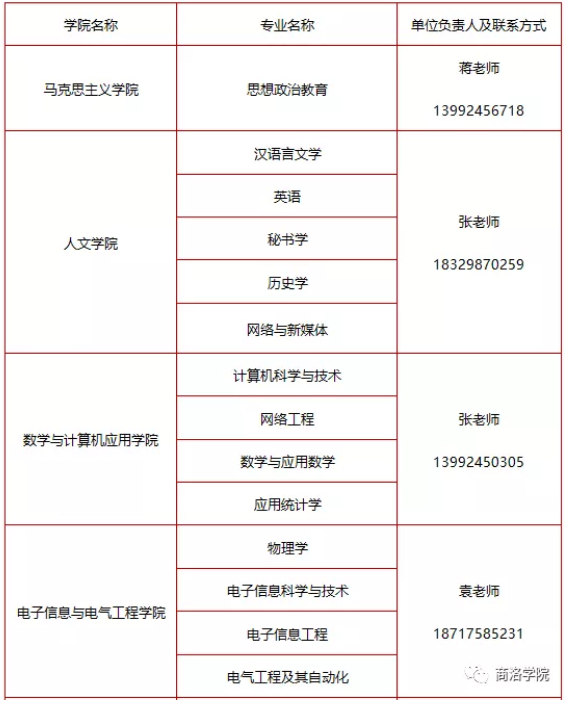 学院名称
专业名称
单位负责人及联系方式
马克思主义学院
思想政治教育
蒋老师
13992456718
人文学院
汉语言文学
英语
秘书学
历史学
网络与新媒体
张老师
18329870259
数学与计算机应用学院
计算机科学与技术
网络工程
数学与应用数学
应用统计学
张老师
13992450305
电子信息与电气工程学院
物理学
电子信息科学与技术
电子信息工程
电气工程及其自动化
袁老师
18717585231
商洛学院